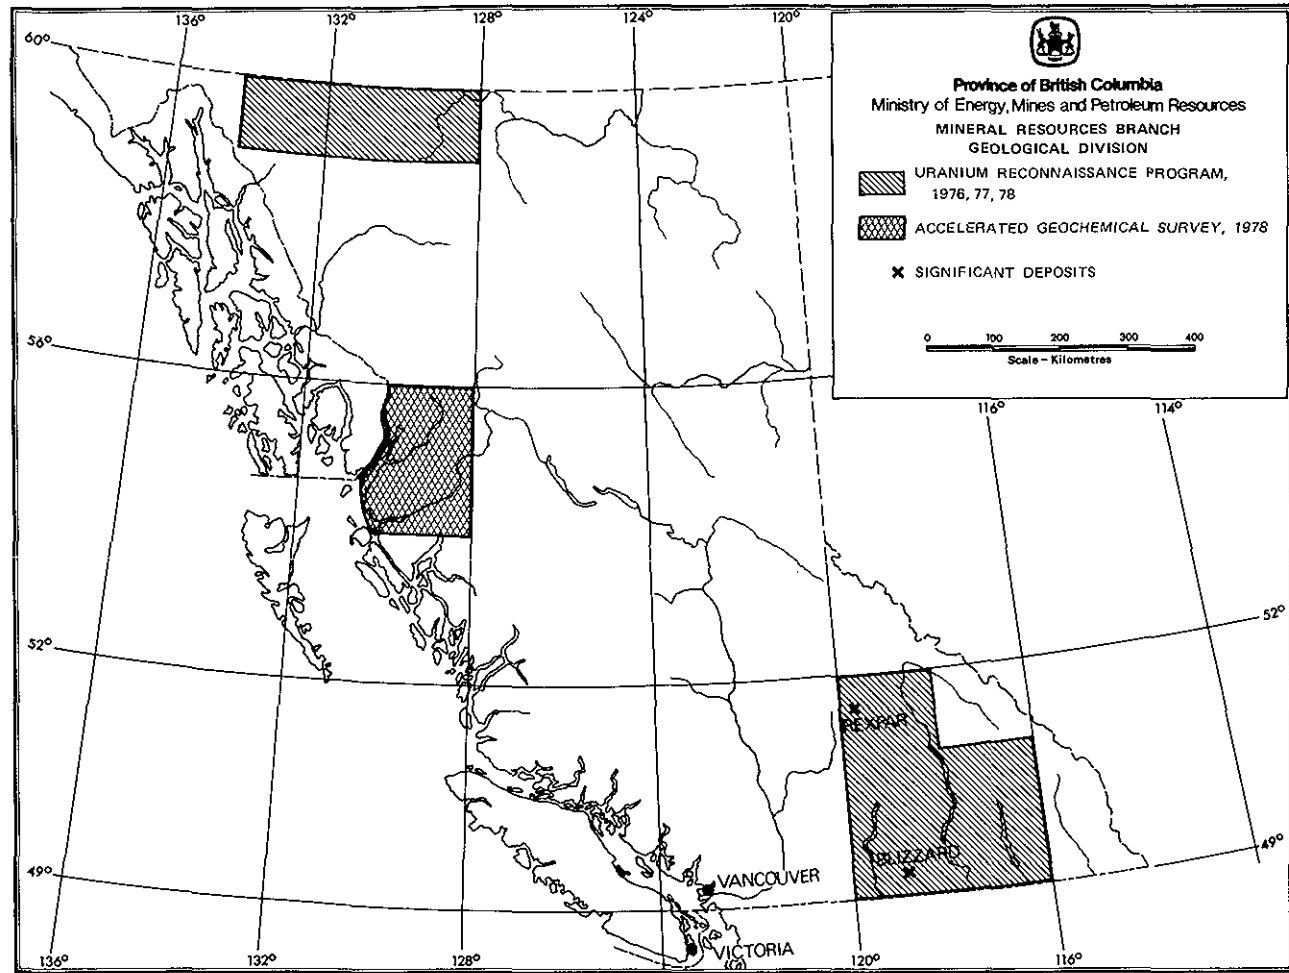 136°
132°
128°
124°
120°
60°
Province of British Columbia
Ministry of Energy, Mines and Petroleum Resources
MINERAL RESOURCES BRANCH
GEOLOGICAL DIVISION
URANIUM RECONNAISSANCE PROGRAM,
1976, 77, 78
ACCELERATED GEOCHEMICAL SURVEY, 1978
SIGNIFICANT DEPOSITS
0 100 200 300 400
Scale – Kilometres
56°
116°
114°
52°
52°
REXPAR
BLIZZARD
49°
49°
VANCOUVER
VICTORIA
136°
132°
128°
120°
116°